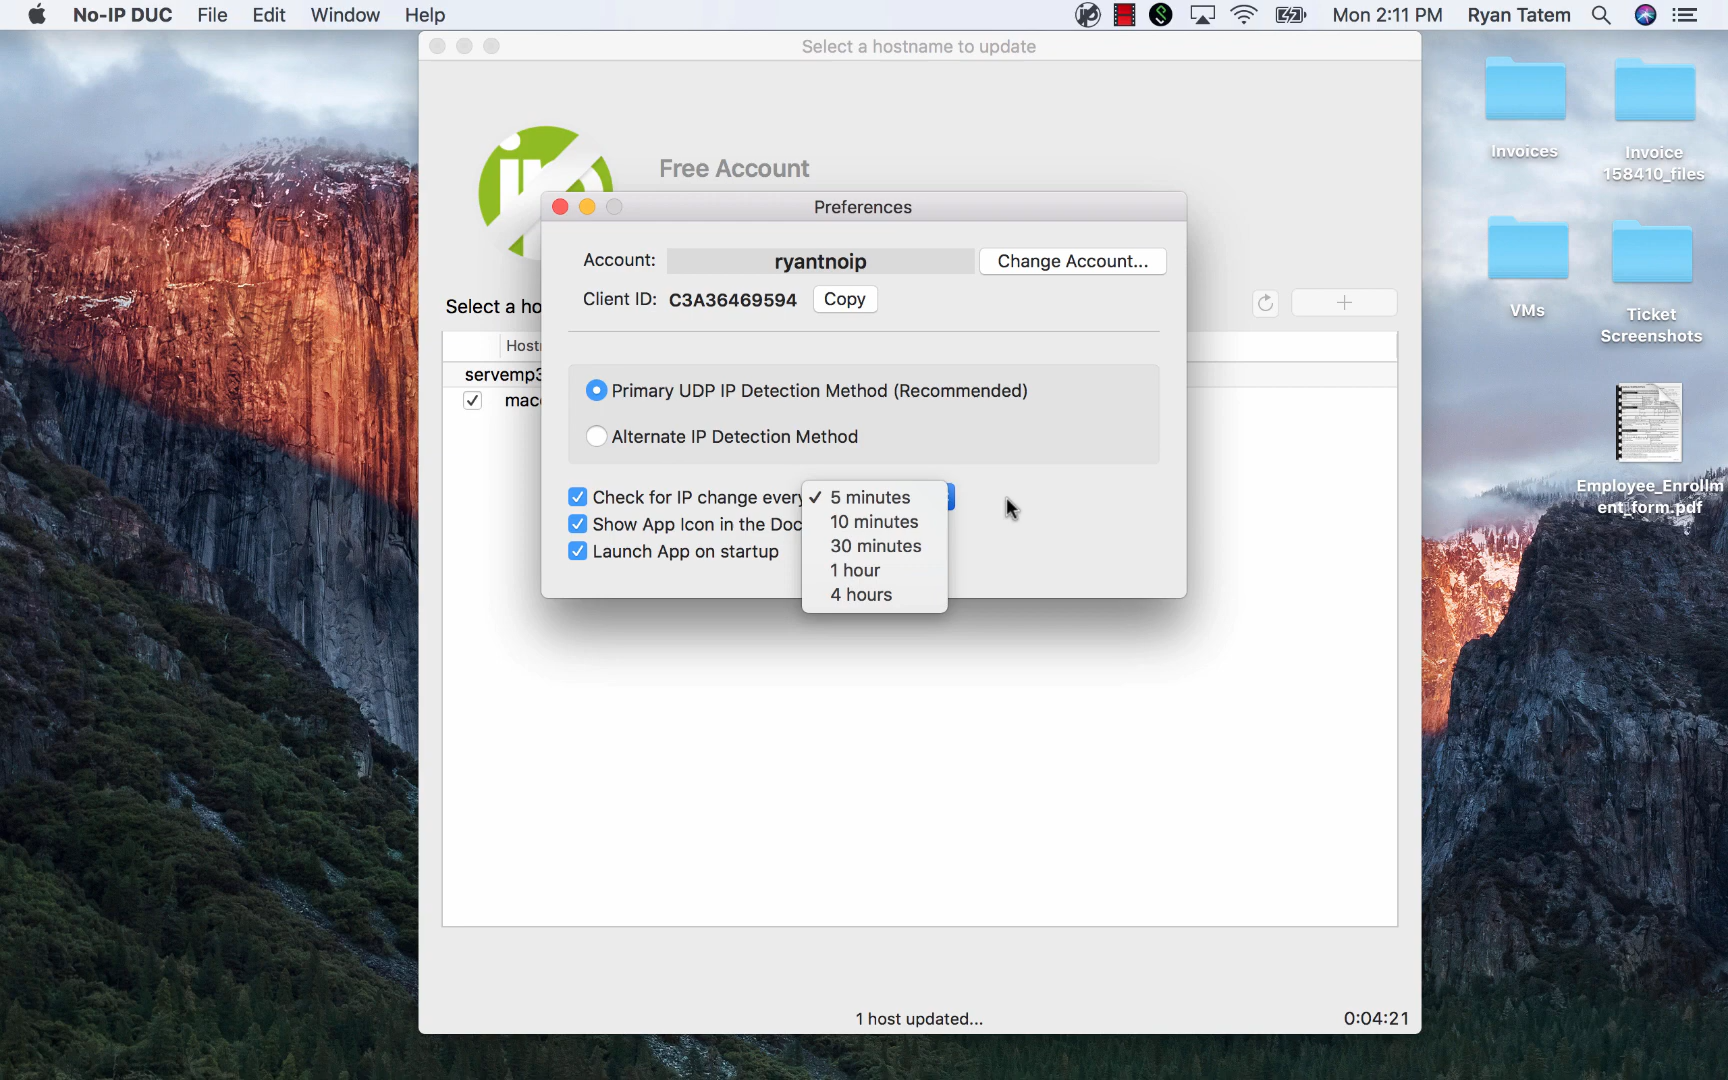 No-IP DUC File Edit Window Help Mon 2:11 PM Ryan Tatem
Select a hostname to update
Free Account
Preferences
Account: ryantnoip Change Account...
Client ID: C3A36469594 Copy
Select a ho
Host
servemp3
mac
Primary UDP IP Detection Method (Recommended)
Alternate IP Detection Method
Check for IP change every ✓ 5 minutes
Show App Icon in the Doc 10 minutes
30 minutes
Launch App on startup
1 hour
4 hours
1 host updated... 0:04:21
Invoices
Invoice
158410_files
VMs
Ticket
Screenshots
Employee_Enrollm
ent_form.pdf